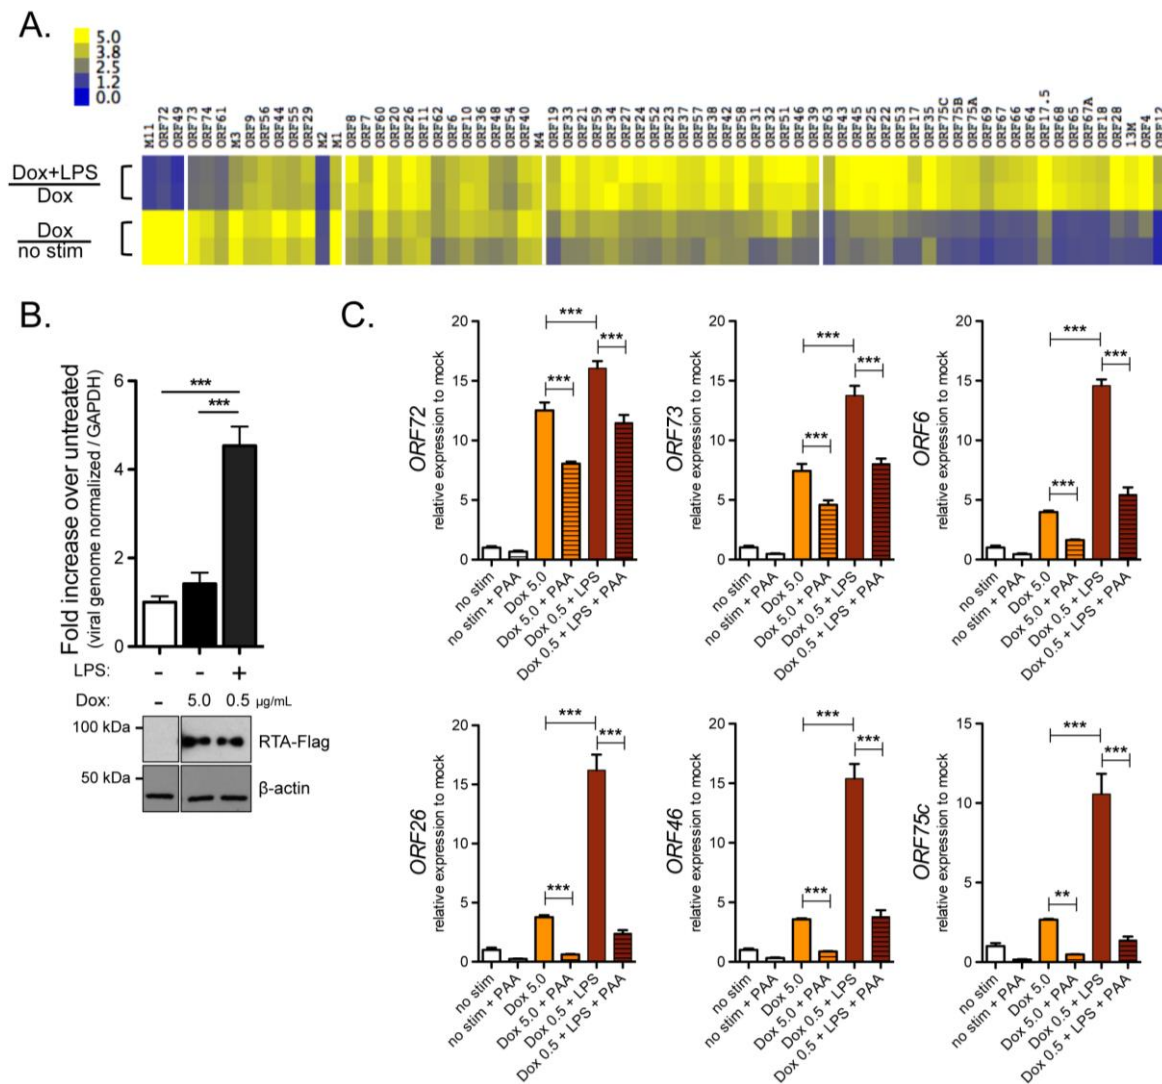 A.
5.0
3.8
2.5
1.2
0.0
M11 ORF72 ORF49 ORF73 ORF74 ORF61 M3 ORF9 ORF56 ORF44 ORF55 ORF29 M2 M1 ORF8 ORF7 ORF60 ORF20 ORF26 ORF11 ORF62 ORF6 ORF10 ORF36 ORF48 ORF54 ORF40 M4 ORF19 ORF33 ORF21 ORF59 ORF34 ORF27 ORF24 ORF52 ORF23 ORF37 ORF57 ORF38 ORF42 ORF58 ORF31 ORF32 ORF51 ORF46 ORF39 ORF63 ORF43 ORF45 ORF25 ORF22 ORF53 ORF17 ORF35 ORF75C ORF75B ORF75A ORF69 ORF67 ORF66 ORF64 ORF17.5 ORF68 ORF65 ORF67A ORF18 ORF28 13M ORF4 ORF12
Dox+LPS
Dox
Dox
no stim
B.
Fold increase over untreated
(viral genome normalized / GAPDH)
6
4
2
0
***
***
LPS: - - +
Dox: - 5.0 0.5 µg/mL
100 kDa
RTA-Flag
50 kDa
β-actin
C.
ORF72
relative expression to mock
20
15
10
5
0
***
***
***
no stim
no stim + PAA
Dox 5.0
Dox 5.0 + PAA
Dox 0.5 + LPS
Dox 0.5 + LPS + PAA
ORF73
relative expression to mock
20
15
10
5
0
***
***
***
no stim
no stim + PAA
Dox 5.0
Dox 5.0 + PAA
Dox 0.5 + LPS
Dox 0.5 + LPS + PAA
ORF6
relative expression to mock
20
15
10
5
0
***
***
***
no stim
no stim + PAA
Dox 5.0
Dox 5.0 + PAA
Dox 0.5 + LPS
Dox 0.5 + LPS + PAA
ORF26
relative expression to mock
20
15
10
5
0
***
***
***
no stim
no stim + PAA
Dox 5.0
Dox 5.0 + PAA
Dox 0.5 + LPS
Dox 0.5 + LPS + PAA
ORF46
relative expression to mock
20
15
10
5
0
***
***
***
no stim
no stim + PAA
Dox 5.0
Dox 5.0 + PAA
Dox 0.5 + LPS
Dox 0.5 + LPS + PAA
ORF75c
relative expression to mock
15
10
5
0
***
***
**
no stim
no stim + PAA
Dox 5.0
Dox 5.0 + PAA
Dox 0.5 + LPS
Dox 0.5 + LPS + PAA